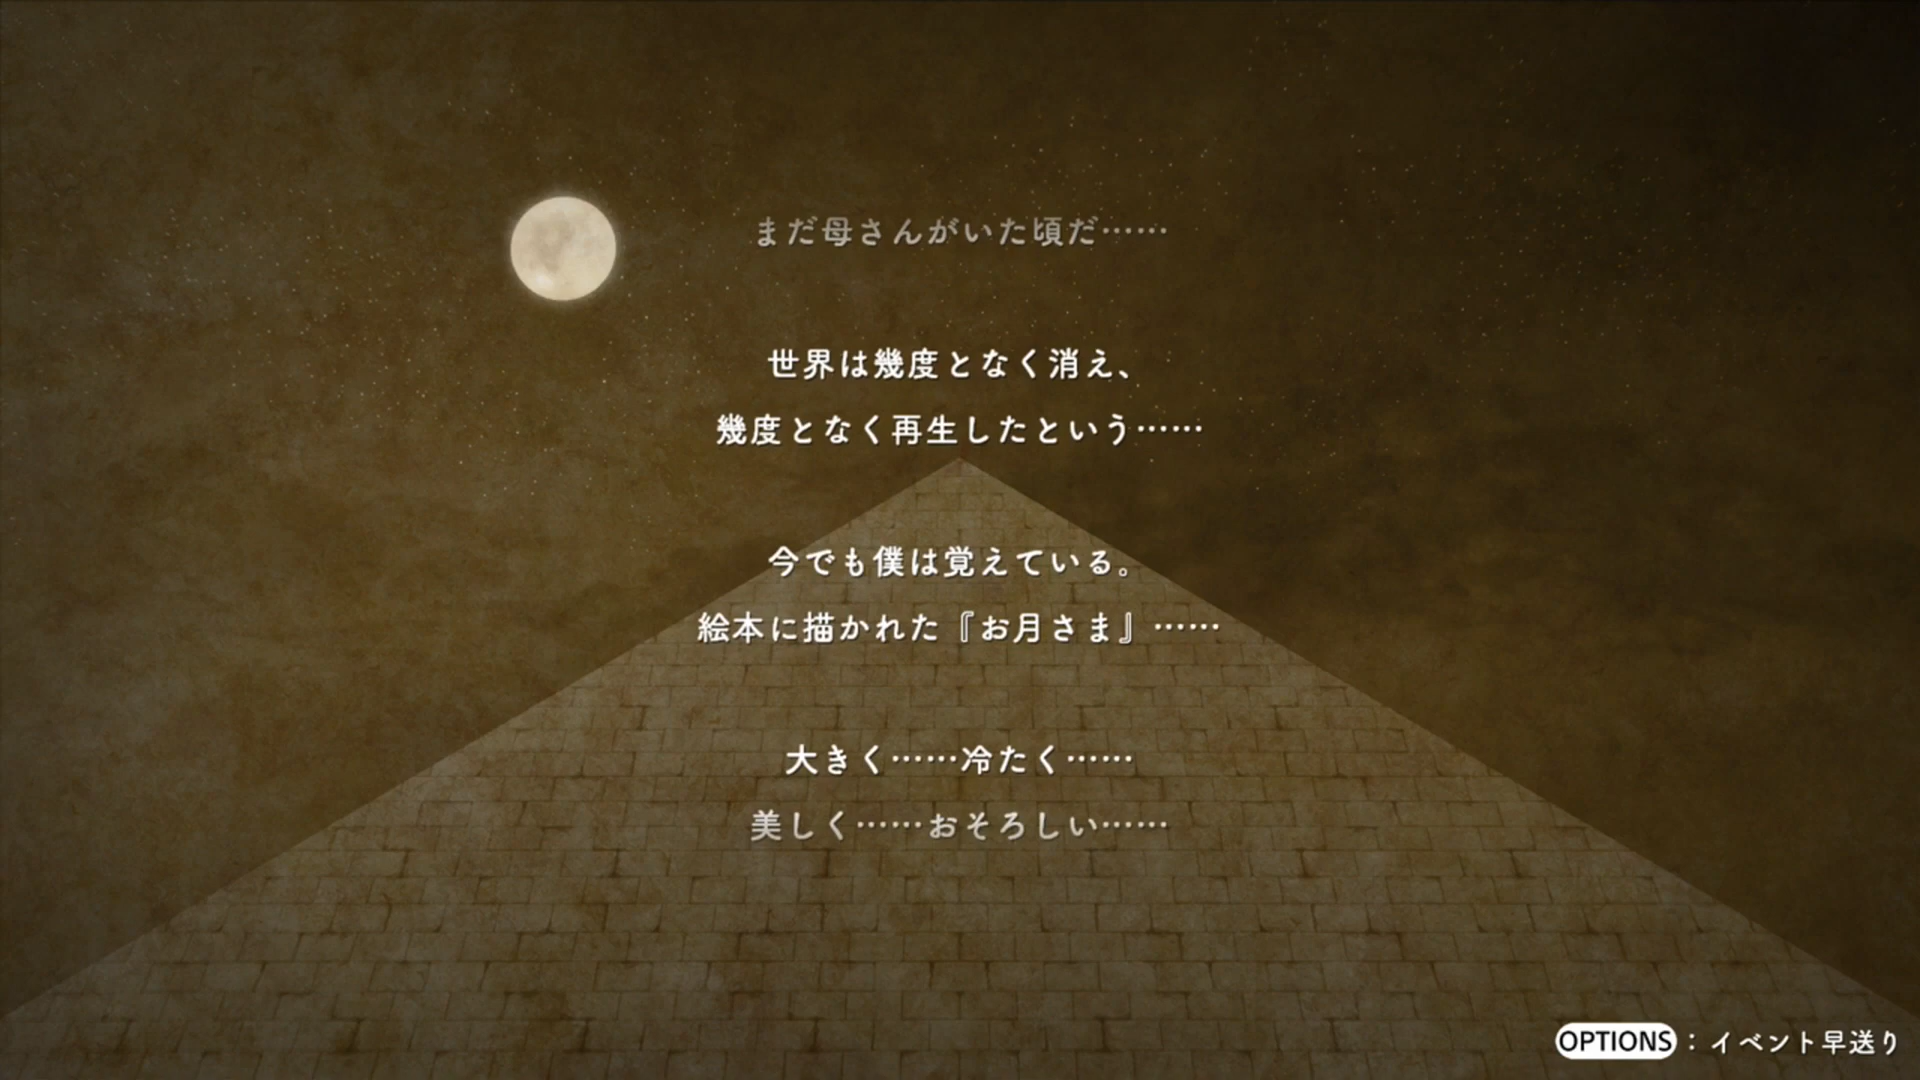 まだ母さんがいた頃だ……
世界は幾度となく消え、
幾度となく再生したという……
今でも僕は覚えている。
絵本に描かれた『お月さま』……
大きく……冷たく……
美しく……おそろしい……
OPTIONS：イベント早送り